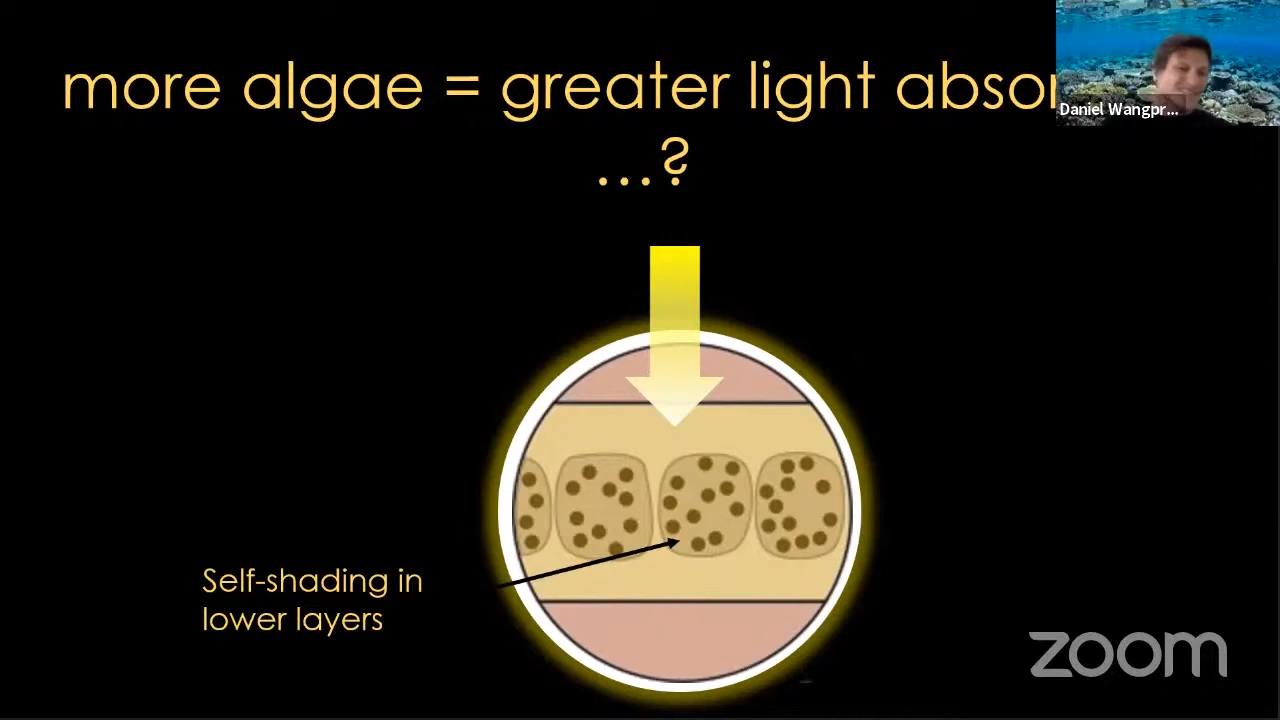 more algae = greater light absor
...?
Daniel Wangpr...
Self-shading in
lower layers
zoom